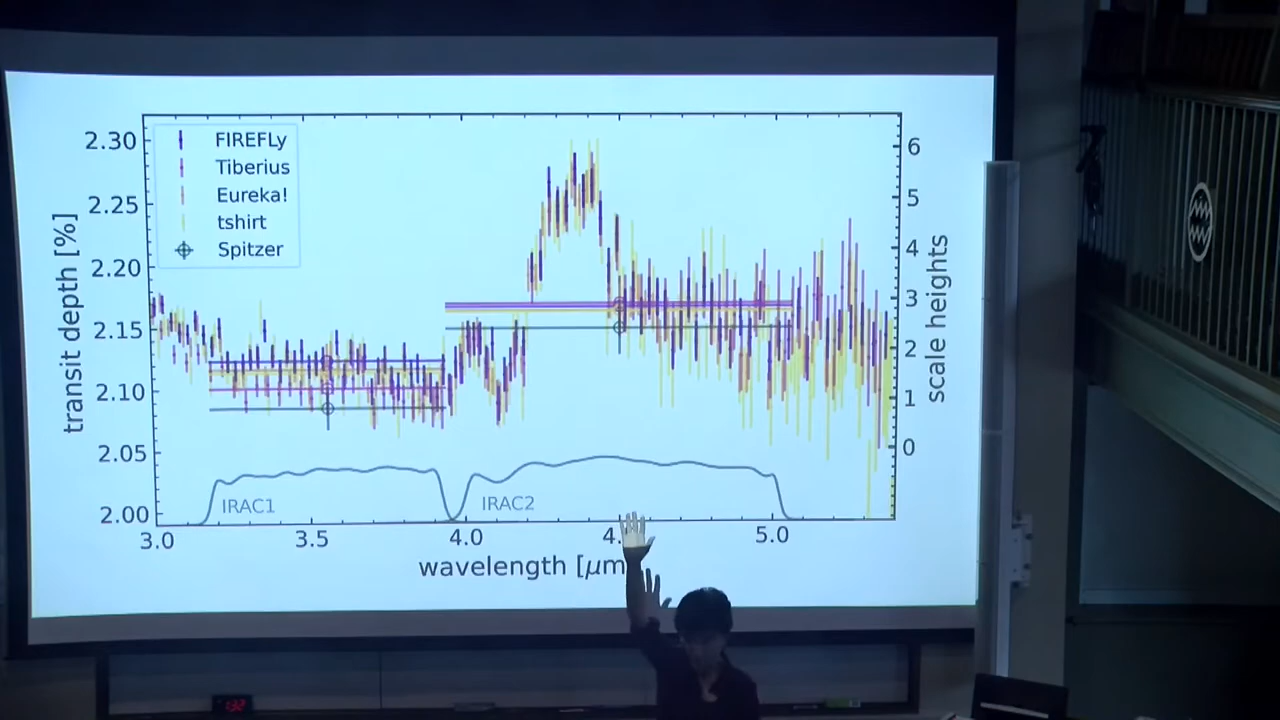 2.30
2.25
2.20
2.15
2.10
2.05
2.00
transit depth [%]
FIREFLy
Tiberius
Eureka!
tshirt
Spitzer
IRAC1
IRAC2
6
5
4
3
2
1
0
scale heights
3.0 3.5 4.0 4. 5.0
wavelength [μm